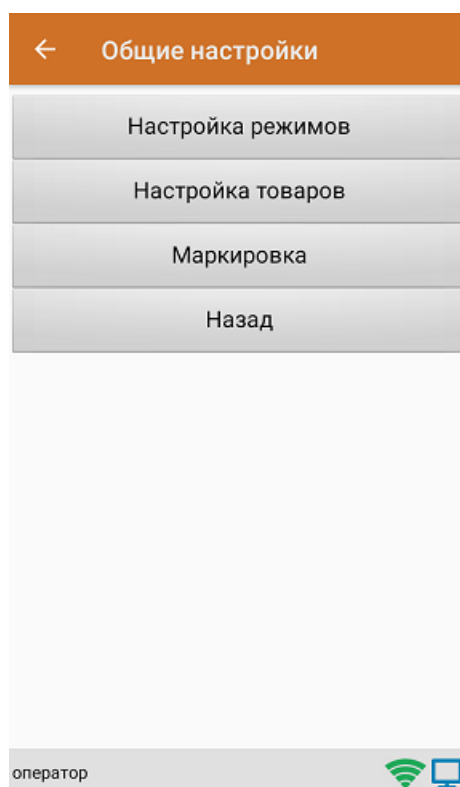 Общие настройки
Настройка режимов
Настройка товаров
Маркировка
Назад
оператор